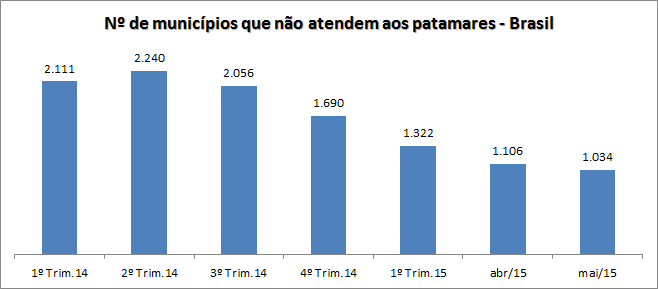 Nº de municípios que não atendem aos patamares - Brasil
2.111
2.240
2.056
1.690
1.322
1.106
1.034
1º Trim.14
2º Trim.14
3º Trim.14
4º Trim.14
1º Trim.15
abr/15
mai/15